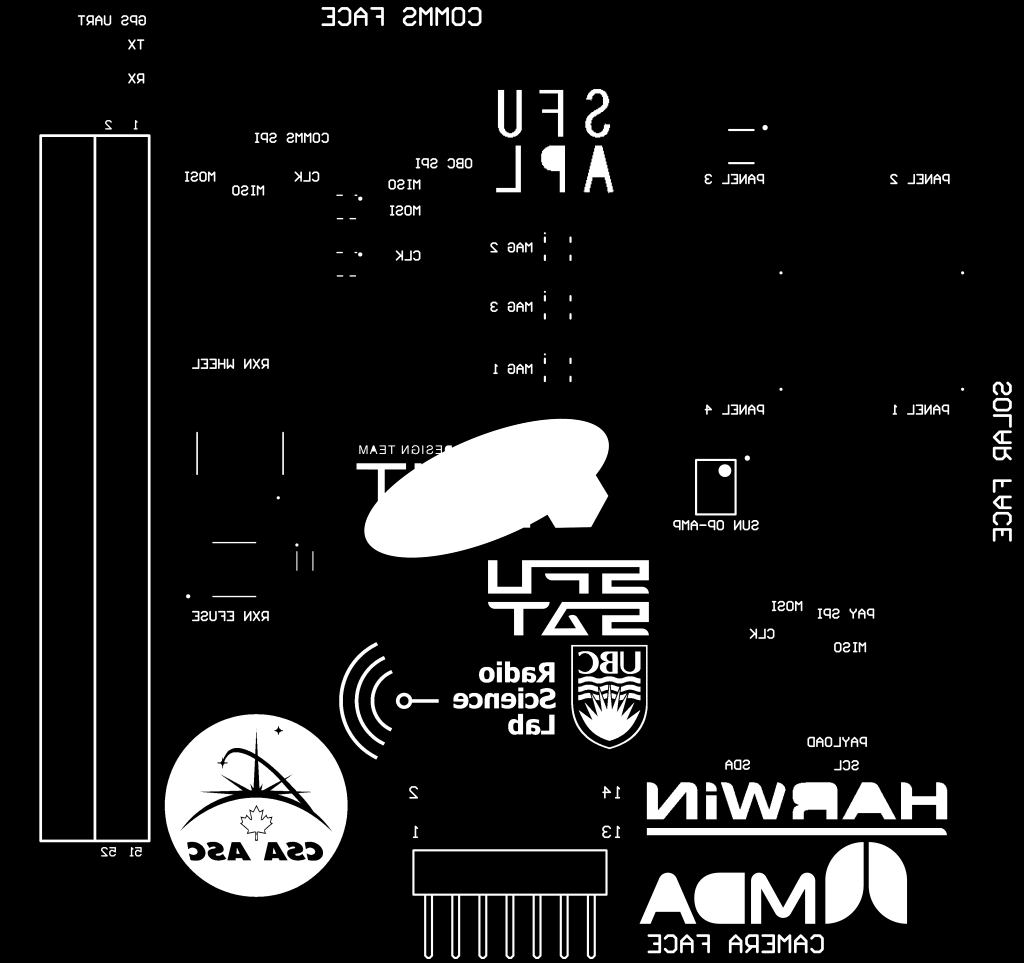 COMMS FACE
GPS UART
TX
RX
1 2
SFU
APL
COMMS SPI
OBC SPI
MOSI
MISO
CLK
MISO
MOSI
CLK
PANEL 3
PANEL 2
MAG 2
MAG 3
MAG 1
RXN WHEEL
PANEL 4
PANEL 1
SOLAR FACE
DESIGN TEAM
SUN OP-AMP
SFU
SAT
RXN EFUSE
MOSI
PAY SPI
CLK
MISO
UBC
Radio
Science
Lab
PAYLOAD
SDA
SCL
HARWiN
2
14
1
13
CSA ASC
51 52
MDA
CAMERA FACE